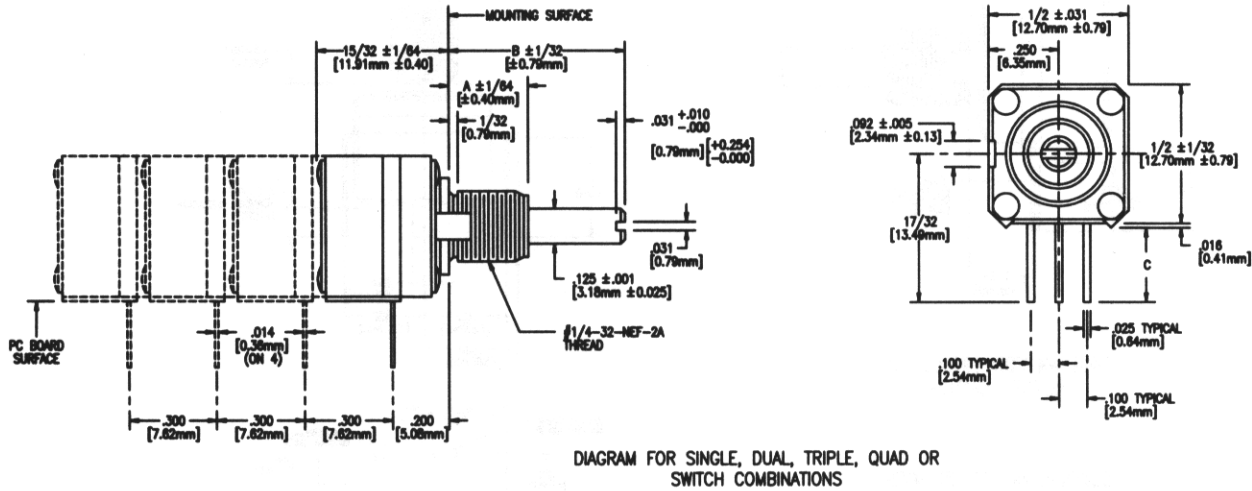 MOUNTING SURFACE
15/32 ±1/64
[11.91mm ±0.40]
B ±1/32
[±0.79mm]
A ±1/64
[±0.40mm]
1/32
[0.79mm]
.031 +.010
-.000
[0.79mm] [+0.254
-0.000]
.031
[0.79mm]
.125 ±.001
[3.18mm ±0.025]
#1/4-32-NEF-2A
THREAD
PC BOARD
SURFACE
.014
[0.36mm]
(ON 4)
.300
[7.62mm]
.300
[7.62mm]
.300
[7.62mm]
.200
[5.08mm]
1/2 ±.031
[12.70mm ±0.79]
.250
[6.35mm]
.092 ±.005
[2.34mm ±0.13]
1/2 ±1/32
[12.70mm ±0.79]
17/32
[13.49mm]
C
.016
[0.41mm]
.025 TYPICAL
[0.64mm]
.100 TYPICAL
[2.54mm]
.100 TYPICAL
[2.54mm]
DIAGRAM FOR SINGLE, DUAL, TRIPLE, QUAD OR
SWITCH COMBINATIONS